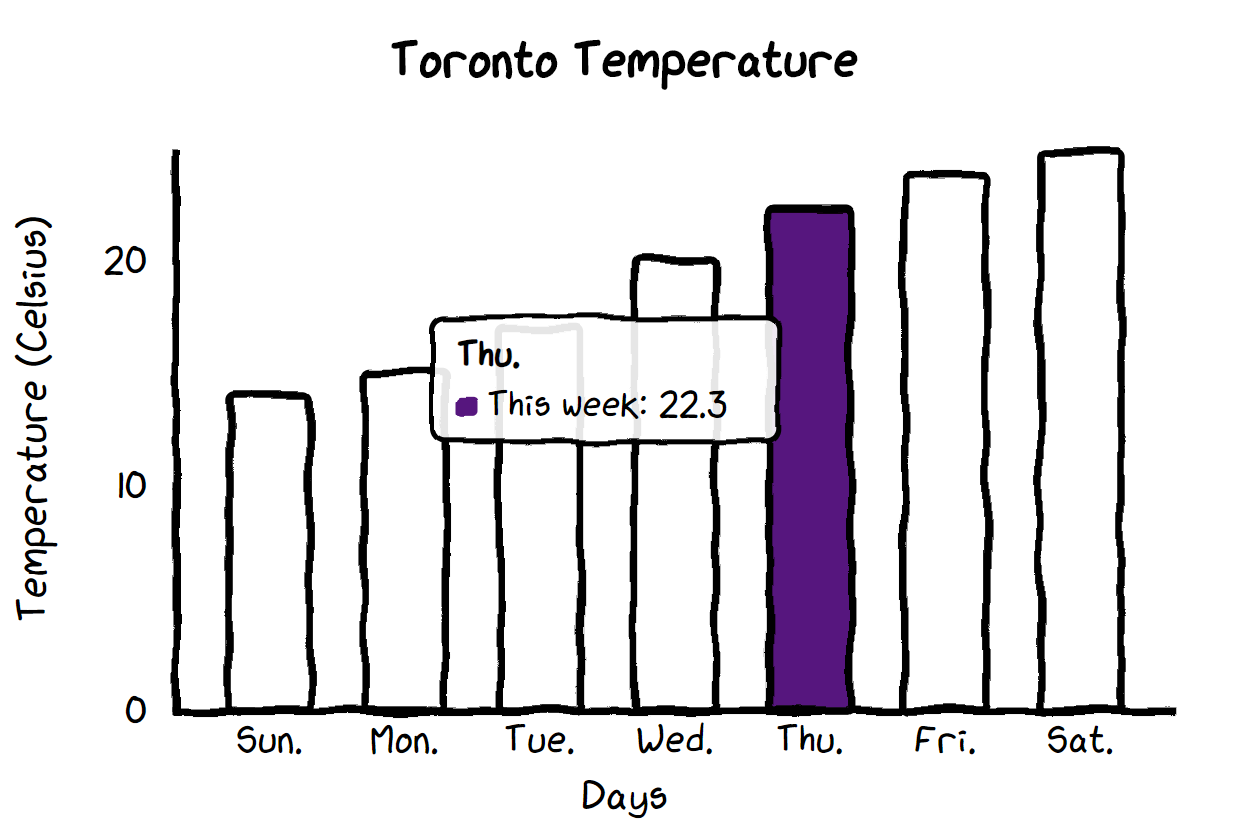 Toronto Temperature
Temperature (Celsius)
20
10
0
Thu.
This week: 22.3
Sun. Mon. Tue. Wed. Thu. Fri. Sat.
Days